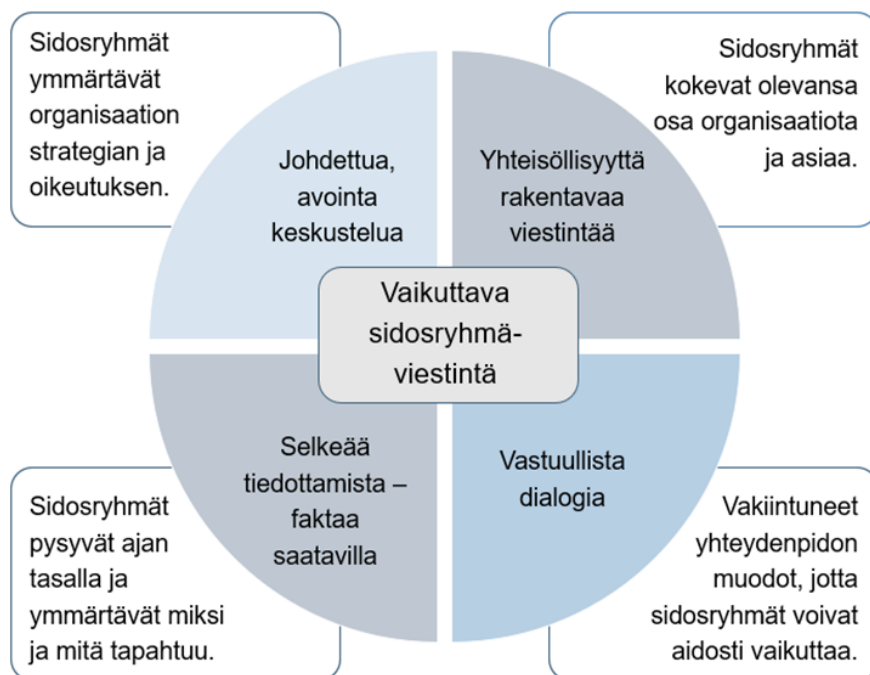 Sidosryhmät
ymmärtävät
organisaation
strategian ja
oikeutuksen.
Johdettua,
avointa
keskustelua
Yhteisöllisyyttä
rakentavaa
viestintää
Sidosryhmät
kokevat olevansa
osa organisaatiota
ja asiaa.
Vaikuttava
sidosryhmä-
viestintä
Sidosryhmät
pysyvät ajan
tasalla ja
ymmärtävät miksi
ja mitä tapahtuu.
Selkeää
tiedottamista –
faktaa
saatavilla
Vastuullista
dialogia
Vakiintuneet
yhteydenpidon
muodot, jotta
sidosryhmät voivat
aidosti vaikuttaa.